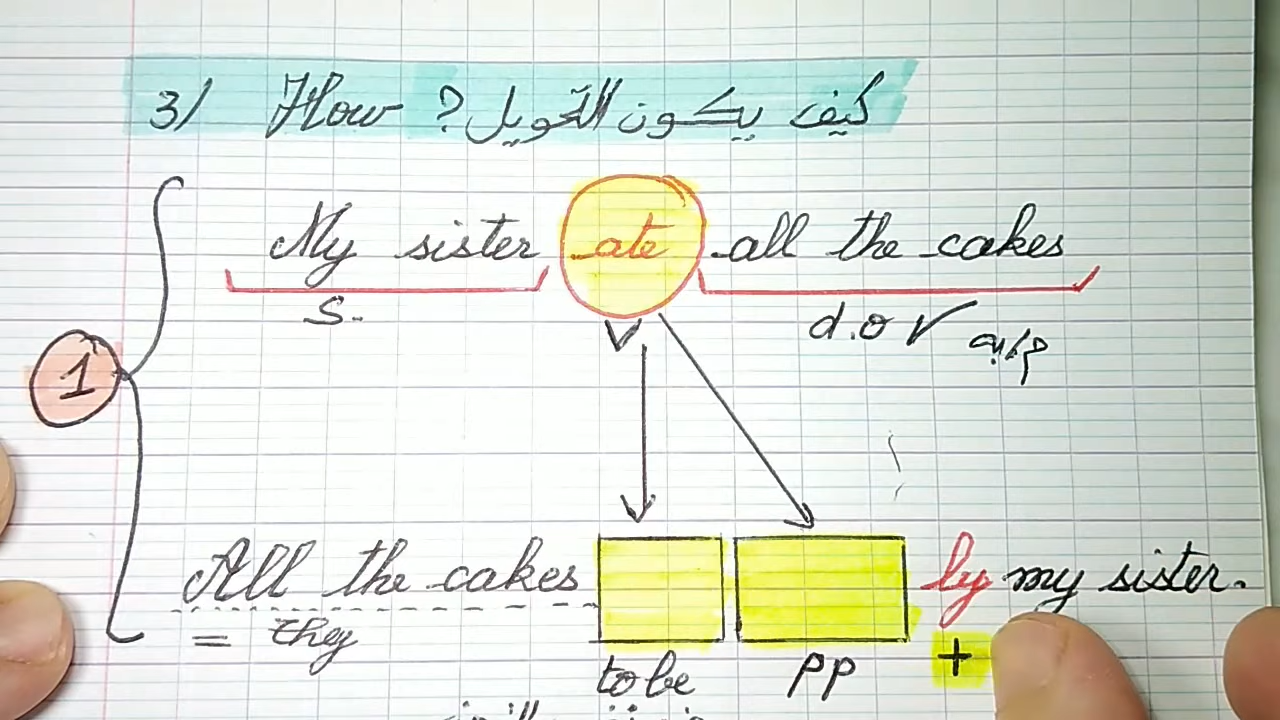 3/ How ? كيف يكون التحويل
My sister ate all the cakes
S. V d.o
1
All the cakes by my sister.
= they to be PP +